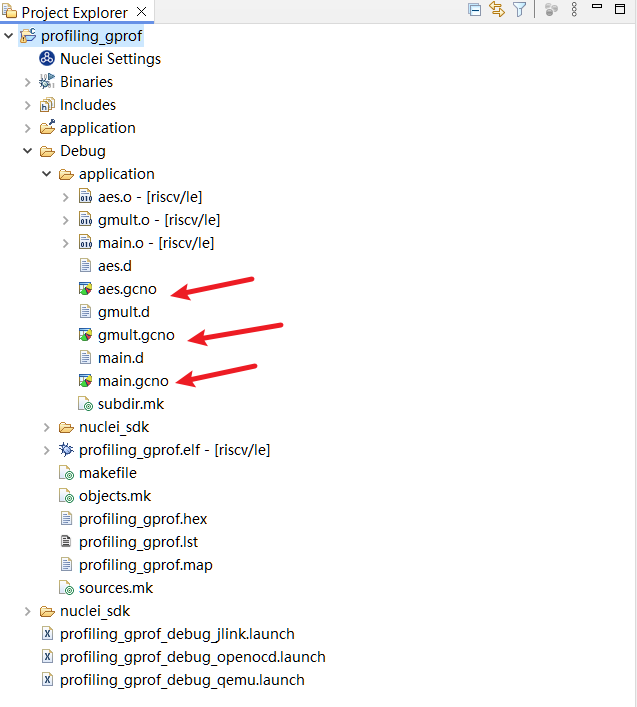 Project Explorer
profiling_gprof
Nuclei Settings
Binaries
Includes
application
Debug
application
aes.o - [riscv/le]
gmult.o - [riscv/le]
main.o - [riscv/le]
aes.d
aes.gcno
gmult.d
gmult.gcno
main.d
main.gcno
subdir.mk
nuclei_sdk
profiling_gprof.elf - [riscv/le]
makefile
objects.mk
profiling_gprof.hex
profiling_gprof.lst
profiling_gprof.map
sources.mk
nuclei_sdk
profiling_gprof_debug_jlink.launch
profiling_gprof_debug_openocd.launch
profiling_gprof_debug_qemu.launch